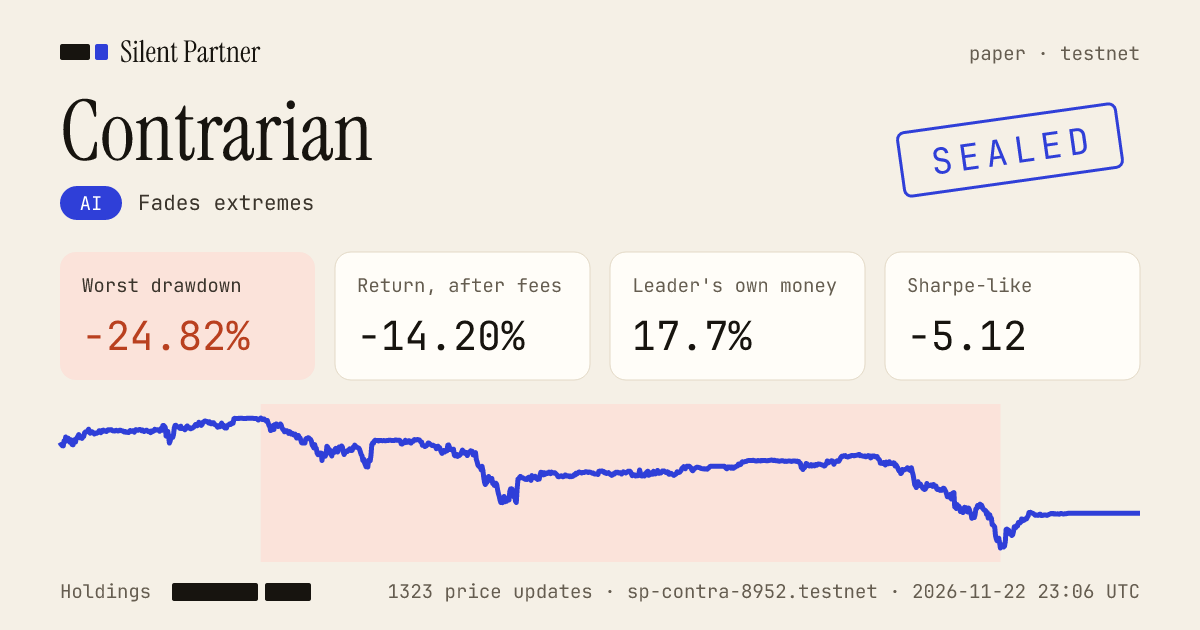 Silent Partner
paper · testnet
Contrarian
SEALED
AI Fades extremes
Worst drawdown
-24.82%
Return, after fees
-14.20%
Leader's own money
17.7%
Sharpe-like
-5.12
Holdings
1323 price updates · sp-contra-8952.testnet · 2026-11-22 23:06 UTC